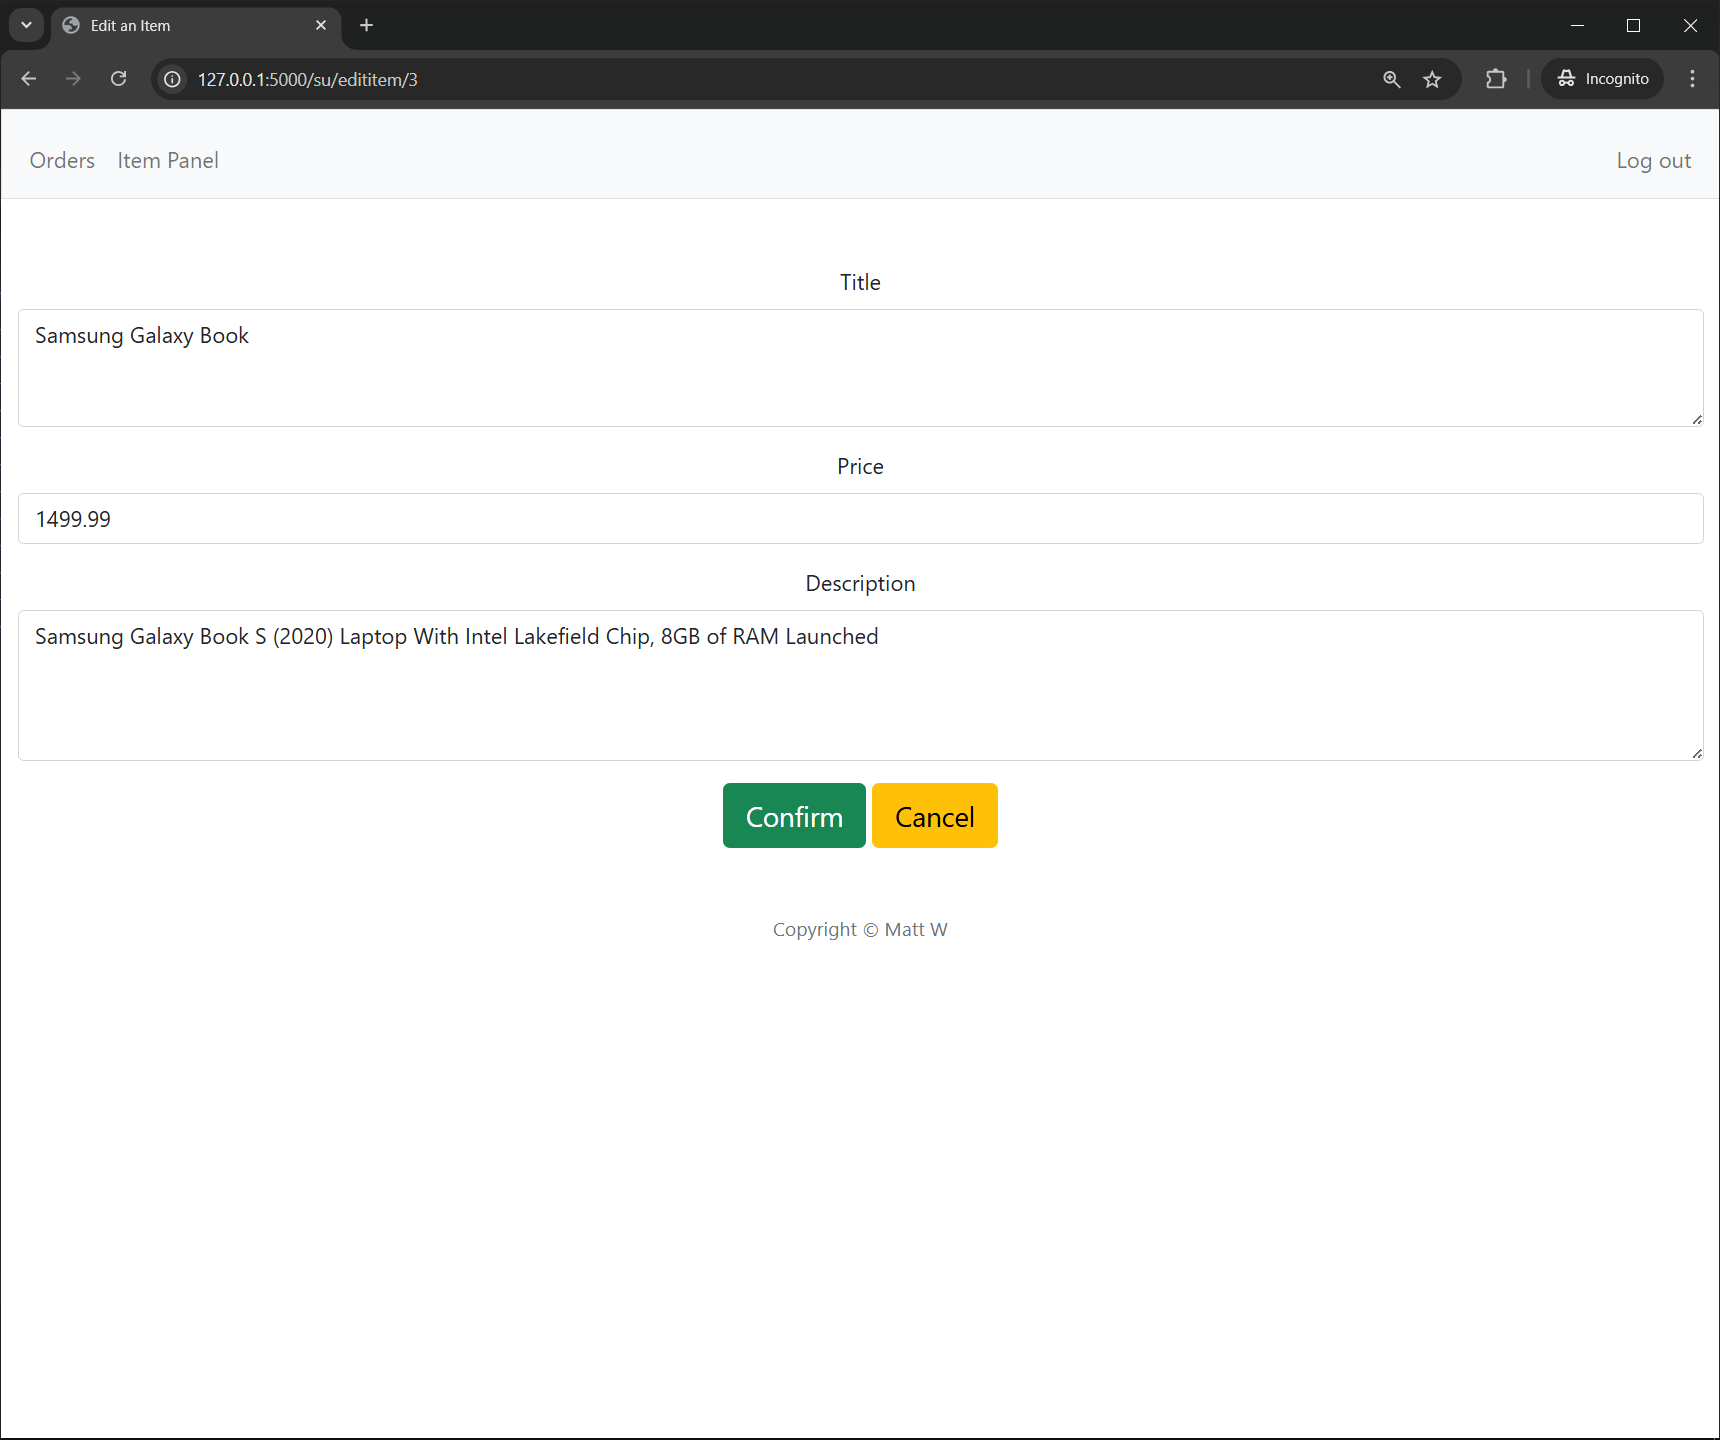 Edit an Item
127.0.0.1:5000/su/edititem/3
Incognito
Orders Item Panel Log out
Title
Samsung Galaxy Book
Price
1499.99
Description
Samsung Galaxy Book S (2020) Laptop With Intel Lakefield Chip, 8GB of RAM Launched
Confirm Cancel
Copyright © Matt W